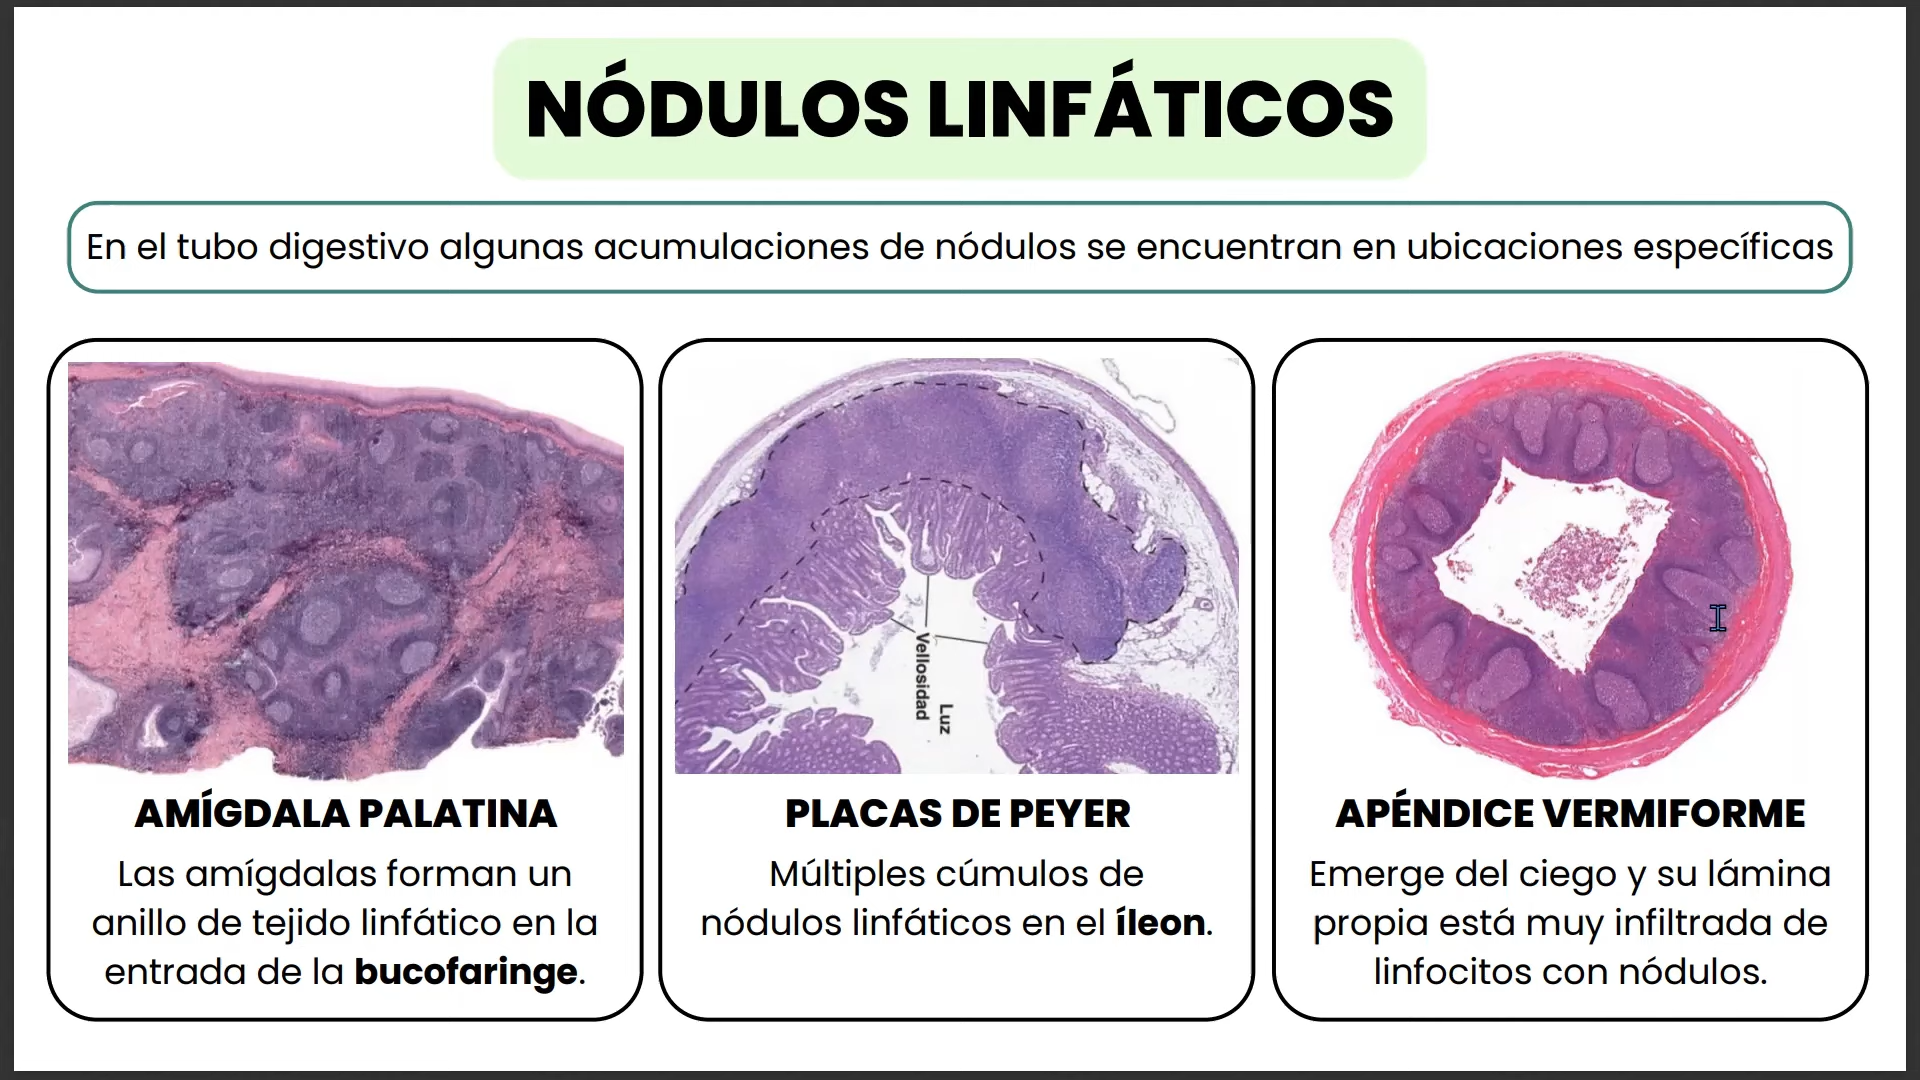 NÓDULOS LINFÁTICOS
En el tubo digestivo algunas acumulaciones de nódulos se encuentran en ubicaciones específicas
Vellosidad
Luz
AMÍGDALA PALATINA
Las amígdalas forman un
anillo de tejido linfático en la
entrada de la bucofaringe.
PLACAS DE PEYER
Múltiples cúmulos de
nódulos linfáticos en el íleon.
APÉNDICE VERMIFORME
Emerge del ciego y su lámina
propia está muy infiltrada de
linfocitos con nódulos.